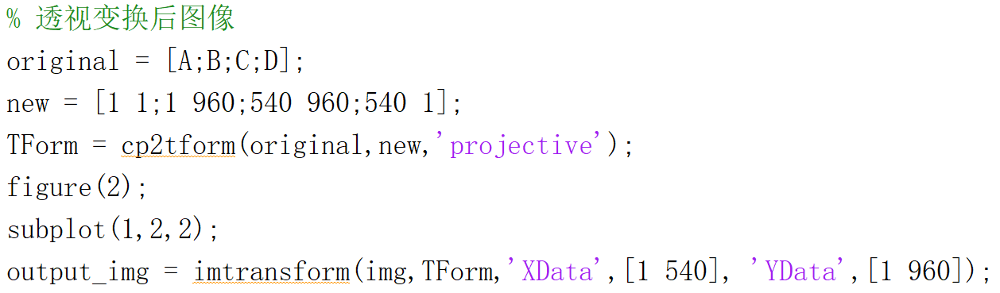 % 透视变换后图像
original = [A;B;C;D];
new = [1 1;1 960;540 960;540 1];
TForm = cp2tform(original,new,'projective');
figure(2);
subplot(1,2,2);
output_img = imtransform(img,TForm,'XData',[1 540], 'YData',[1 960]);